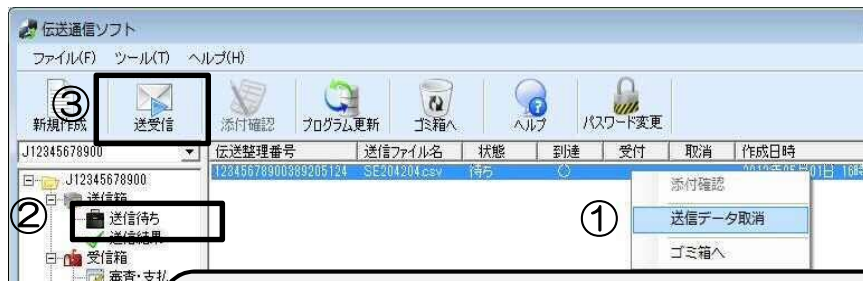 伝送通信ソフト
ファイル(F) ツール(T) ヘルプ(H)
③
新規作成 送受信 添付確認 プログラム更新 ゴミ箱へ ヘルプ パスワード変更
J12345678900 伝送整理番号 送信ファイル名 状態 到達 受付 取消 作成日時
12345678900389205124 SE204204.csv 待ち ○
J12345678900
添付確認
送信箱
② 送信待ち ① 送信データ取消
送信結果
ゴミ箱へ
受信箱
審査・支払